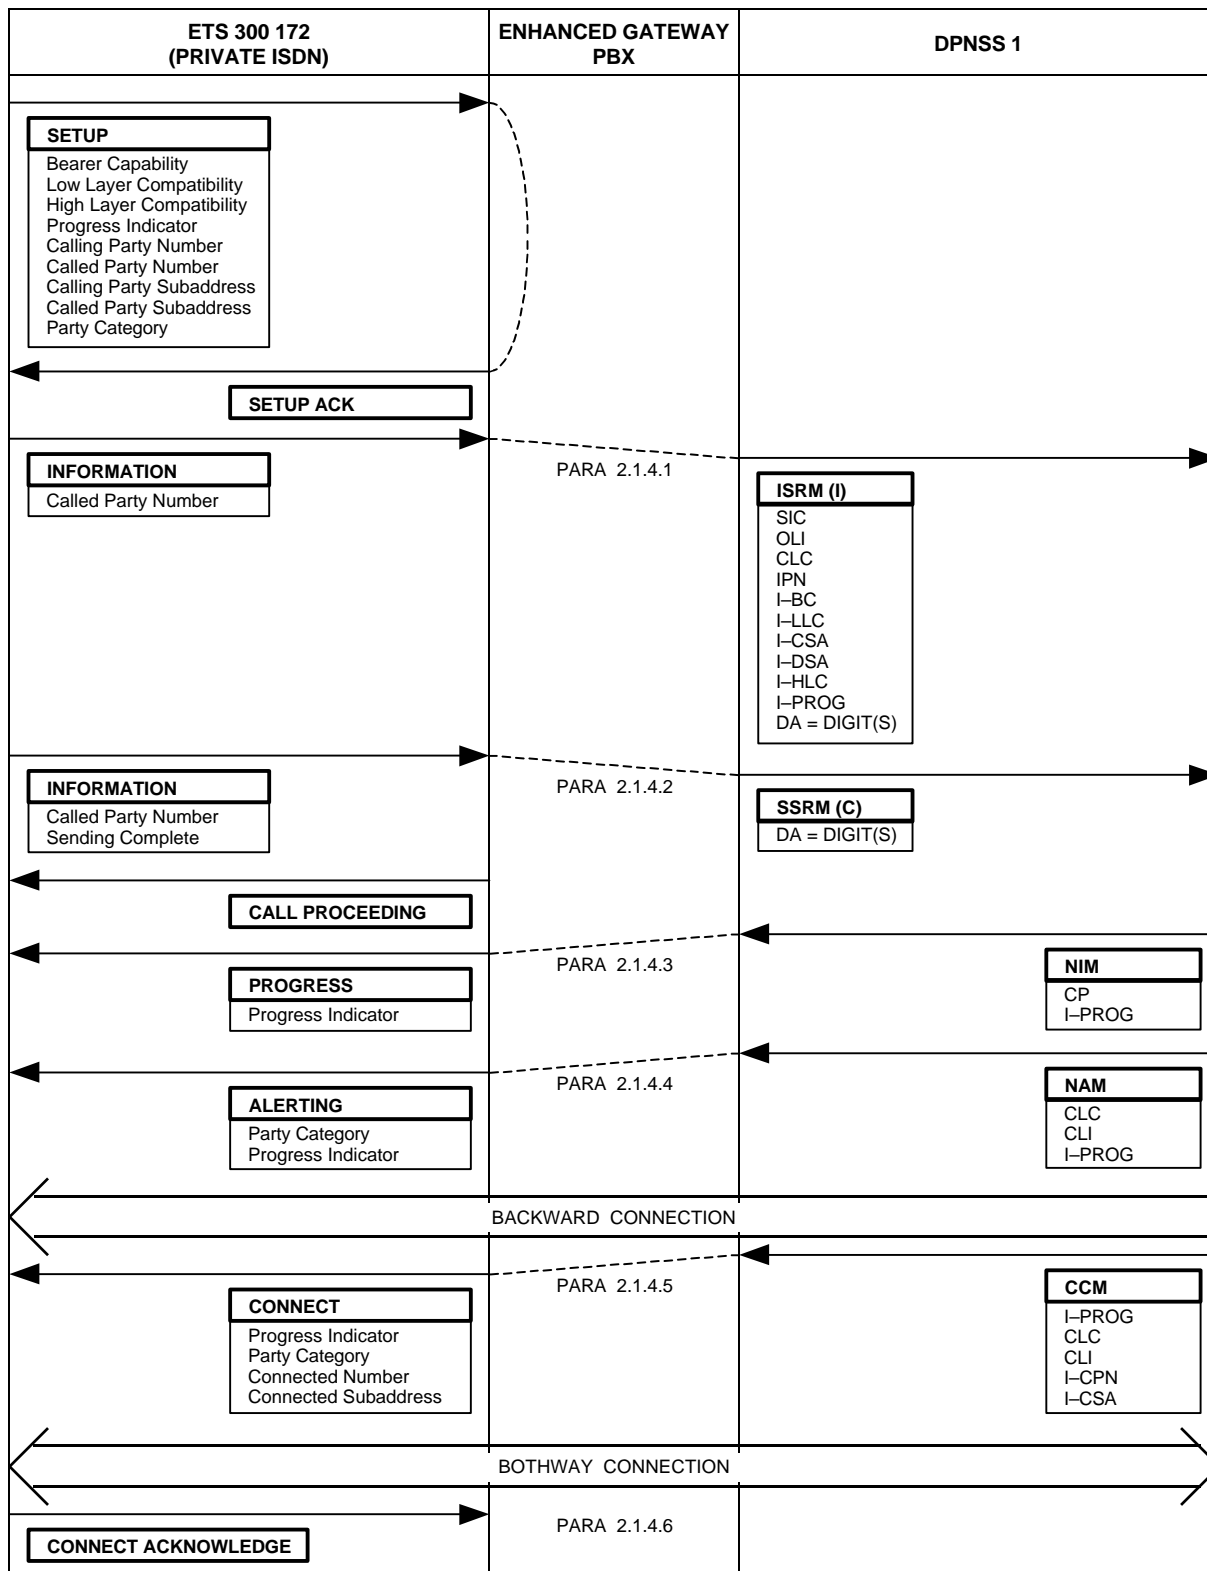 ETS 300 172
(PRIVATE ISDN)
ENHANCED GATEWAY
PBX
DPNSS 1
SETUP
Bearer Capability
Low Layer Compatibility
High Layer Compatibility
Progress Indicator
Calling Party Number
Called Party Number
Calling Party Subaddress
Called Party Subaddress
Party Category
SETUP ACK
INFORMATION
Called Party Number
PARA 2.1.4.1
ISRM (I)
SIC
OLI
CLC
IPN
I–BC
I–LLC
I–CSA
I–DSA
I–HLC
I–PROG
DA = DIGIT(S)
INFORMATION
Called Party Number
Sending Complete
PARA 2.1.4.2
SSRM (C)
DA = DIGIT(S)
CALL PROCEEDING
PARA 2.1.4.3
NIM
CP
I–PROG
PROGRESS
Progress Indicator
PARA 2.1.4.4
NAM
CLC
CLI
I–PROG
ALERTING
Party Category
Progress Indicator
BACKWARD CONNECTION
PARA 2.1.4.5
CCM
I–PROG
CLC
CLI
I–CPN
I–CSA
CONNECT
Progress Indicator
Party Category
Connected Number
Connected Subaddress
BOTHWAY CONNECTION
PARA 2.1.4.6
CONNECT ACKNOWLEDGE